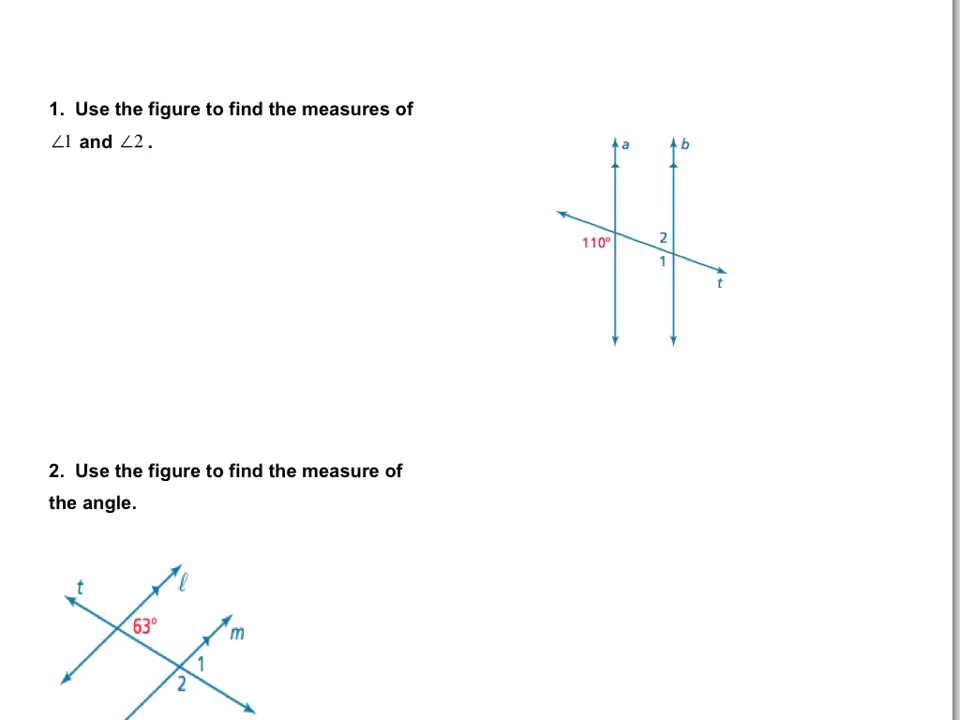 1. Use the figure to find the measures of
∠1 and ∠2 .
a b
110° 2
1
t
2. Use the figure to find the measure of
the angle.
t ℓ
63° m
1
2